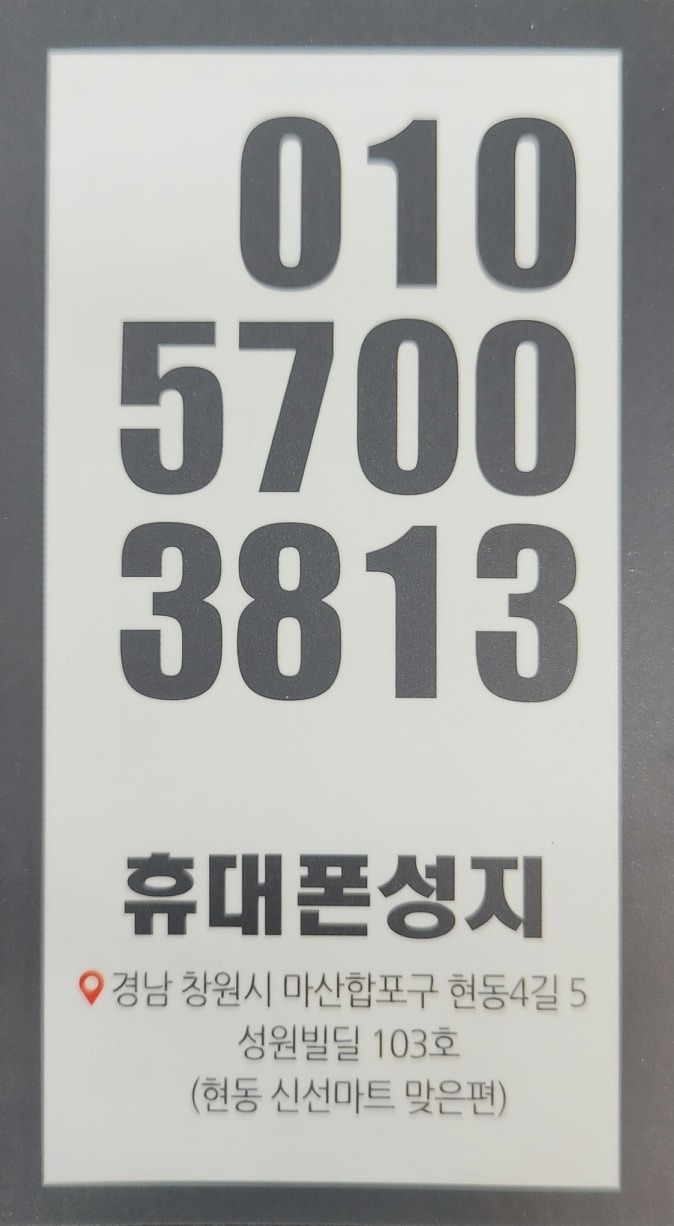 010
5700
3813
휴대폰성지
경남 창원시 마산합포구 현동4길 5
성원빌딩 103호
(현동 신선마트 맞은편)